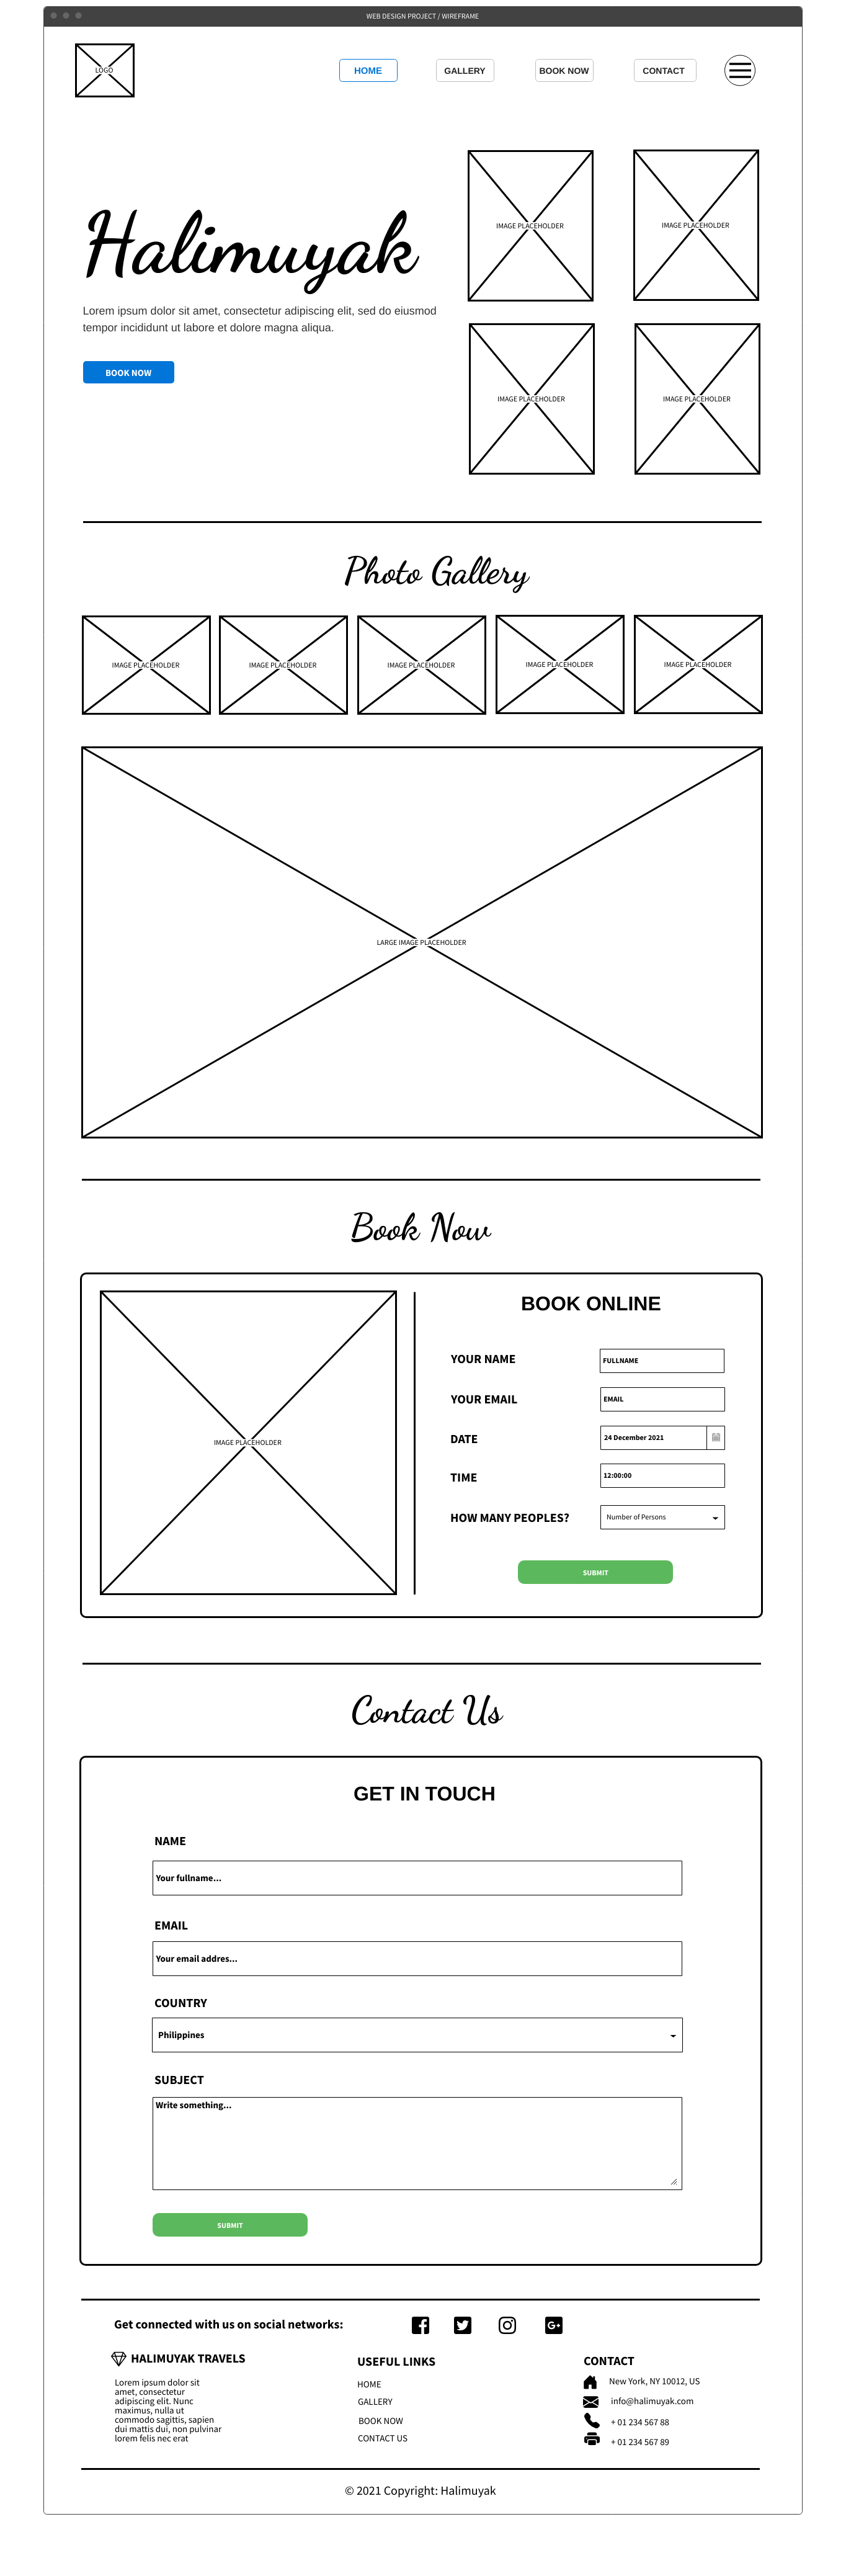 WEB DESIGN PROJECT / WIREFRAME
LOGO
HOME
GALLERY
BOOK NOW
CONTACT
IMAGE PLACEHOLDER
IMAGE PLACEHOLDER
Halimuyak
Lorem ipsum dolor sit amet, consectetur adipiscing elit, sed do eiusmod
tempor incididunt ut labore et dolore magna aliqua.
BOOK NOW
IMAGE PLACEHOLDER
IMAGE PLACEHOLDER
Photo Gallery
IMAGE PLACEHOLDER
IMAGE PLACEHOLDER
IMAGE PLACEHOLDER
IMAGE PLACEHOLDER
IMAGE PLACEHOLDER
LARGE IMAGE PLACEHOLDER
Book Now
IMAGE PLACEHOLDER
BOOK ONLINE
YOUR NAME
FULLNAME
YOUR EMAIL
EMAIL
DATE
24 December 2021
TIME
12:00:00
HOW MANY PEOPLES?
Number of Persons
SUBMIT
Contact Us
GET IN TOUCH
NAME
Your fullname...
EMAIL
Your email addres...
COUNTRY
Philippines
SUBJECT
Write something...
SUBMIT
Get connected with us on social networks:
G+
HALIMUYAK TRAVELS
Lorem ipsum dolor sit
amet, consectetur
adipiscing elit. Nunc
maximus, nulla ut
commodo sagittis, sapien
dui mattis dui, non pulvinar
lorem felis nec erat
USEFUL LINKS
HOME
GALLERY
BOOK NOW
CONTACT US
CONTACT
New York, NY 10012, US
info@halimuyak.com
+ 01 234 567 88
+ 01 234 567 89
© 2021 Copyright: Halimuyak